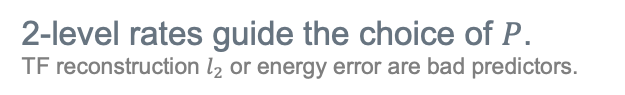 2-level rates guide the choice of P.
TF reconstruction l₂ or energy error are bad predictors.